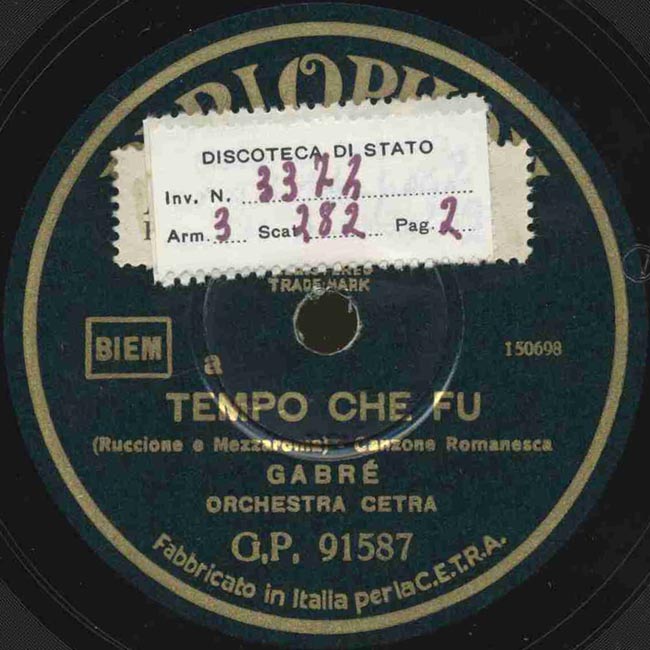 DISCOTECA DI STATO
Inv. N. 3372
Arm. 3 Scat. 282 Pag. 2
REGISTERED
TRADE MARK
BIEM
a
150698
TEMPO CHE FU
(Ruccione e Mezzaroma) - Canzone Romanesca
GABRÉ
ORCHESTRA CETRA
G.P. 91587
Fabbricato in Italia per la C.E.T.R.A.